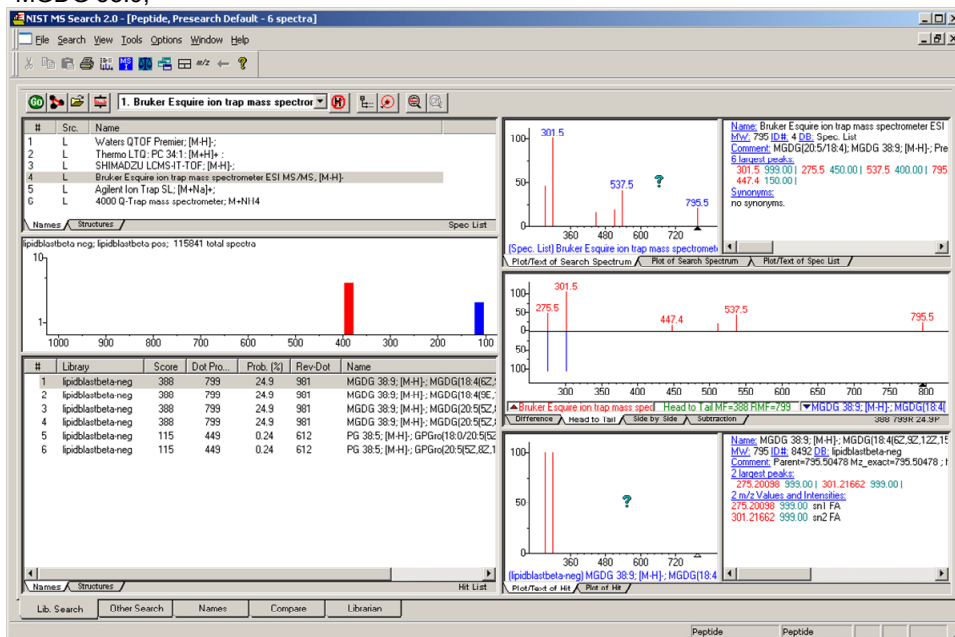 MGDG 38:9;
NIST MS Search 2.0 - [Peptide, Presearch Default - 6 spectra]
File Search View Tools Options Window Help
1. Bruker Esquire ion trap mass spectror
# Src. Name
1 L Waters QTOF Premier; [M-H]-;
2 L Thermo LTQ: PC 34:1; [M+H]+ :
3 L SHIMADZU LCMS-IT-TOF; [M-H]-;
4 L Bruker Esquire ion trap mass spectrometer ESI MS/MS, [M-H]-
5 L Agilent Ion Trap SL; [M+Na]+;
6 L 4000 Q-Trap mass spectrometer; M+NH4
Names Structures Spec List
lipidblastbeta-neg; lipidblastbeta-pos; 115841 total spectra
10
1
1000 900 800 700 600 500 400 300 200 100
# Library Score Dot Pro... Prob. (%) Rev-Dot Name
1 lipidblastbeta-neg 388 799 24.9 981 MGDG 38:9; [M-H]-; MGDG(18:4(6Z,9
2 lipidblastbeta-neg 388 799 24.9 981 MGDG 38:9; [M-H]-; MGDG(18:4(9E,
3 lipidblastbeta-neg 388 799 24.9 981 MGDG 38:9; [M-H]-; MGDG(20:5(5Z,
4 lipidblastbeta-neg 388 799 24.9 981 MGDG 38:9; [M-H]-; MGDG(20:5(5Z,
5 lipidblastbeta-neg 115 449 0.24 612 PG 38:5; [M-H]-; GPGro(18:0/20:5(5Z
6 lipidblastbeta-neg 115 449 0.24 612 PG 38:5; [M-H]-; GPGro(20:5(5Z,8Z,1
Names Structures Hit List
100
50
0
301.5
537.5
795.5
?
360 480 600 720
(Spec. List) Bruker Esquire ion trap mass spectromet
Name: Bruker Esquire ion trap mass spectrometer ESI
MW: 795 ID#: 4 DB: Spec. List
Comment: MGDG(20:5/18:4); MGDG 38:9; [M-H]-; Pre
6 largest peaks:
301.5 999.00 | 275.5 450.00 | 537.5 400.00 | 795
447.4 150.00 |
Synonyms:
no synonyms.
Plot/Text of Search Spectrum Plot of Search Spectrum Plot/Text of Spec List
100
50
0
50
100
275.5
301.5
447.4
537.5
795.5
300 350 400 450 500 550 600 650 700 750 800
Bruker Esquire ion trap mass spect Head to Tail MF=388 RMF=799 MGDG 38:9; [M-H]-; MGDG(18:4(
Difference Head to Tail Side by Side Subtraction 388 799R 24.9P
100
50
0
?
360 480 600 720
(lipidblastbeta-neg) MGDG 38:9; [M-H]-; MGDG(18:4
Name: MGDG 38:9; [M-H]-; MGDG(18:4(6Z,9Z,12Z,15
MW: 795 ID#: 8492 DB: lipidblastbeta-neg
Comment: Parent=795.50478 Mz_exact=795.50478 ;
2 largest peaks:
275.20098 999.00 | 301.21662 999.00 |
2 m/z Values and Intensities:
275.20098 999.00 sn1 FA
301.21662 999.00 sn2 FA
Plot/Text of Hit Plot of Hit
Lib. Search Other Search Names Compare Librarian
Peptide Peptide